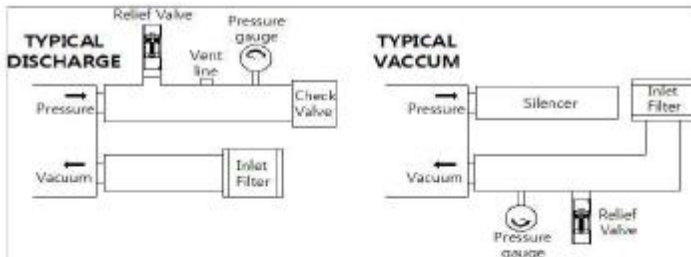 TYPICAL
DISCHARGE
Relief Valve
Vent
line
Pressure
gauge
Pressure
Check
Valve
Vacuum
Inlet
Filter
TYPICAL
VACCUM
Pressure
Silencer
Inlet
Filter
Vacuum
Pressure
gauge
Relief
Valve